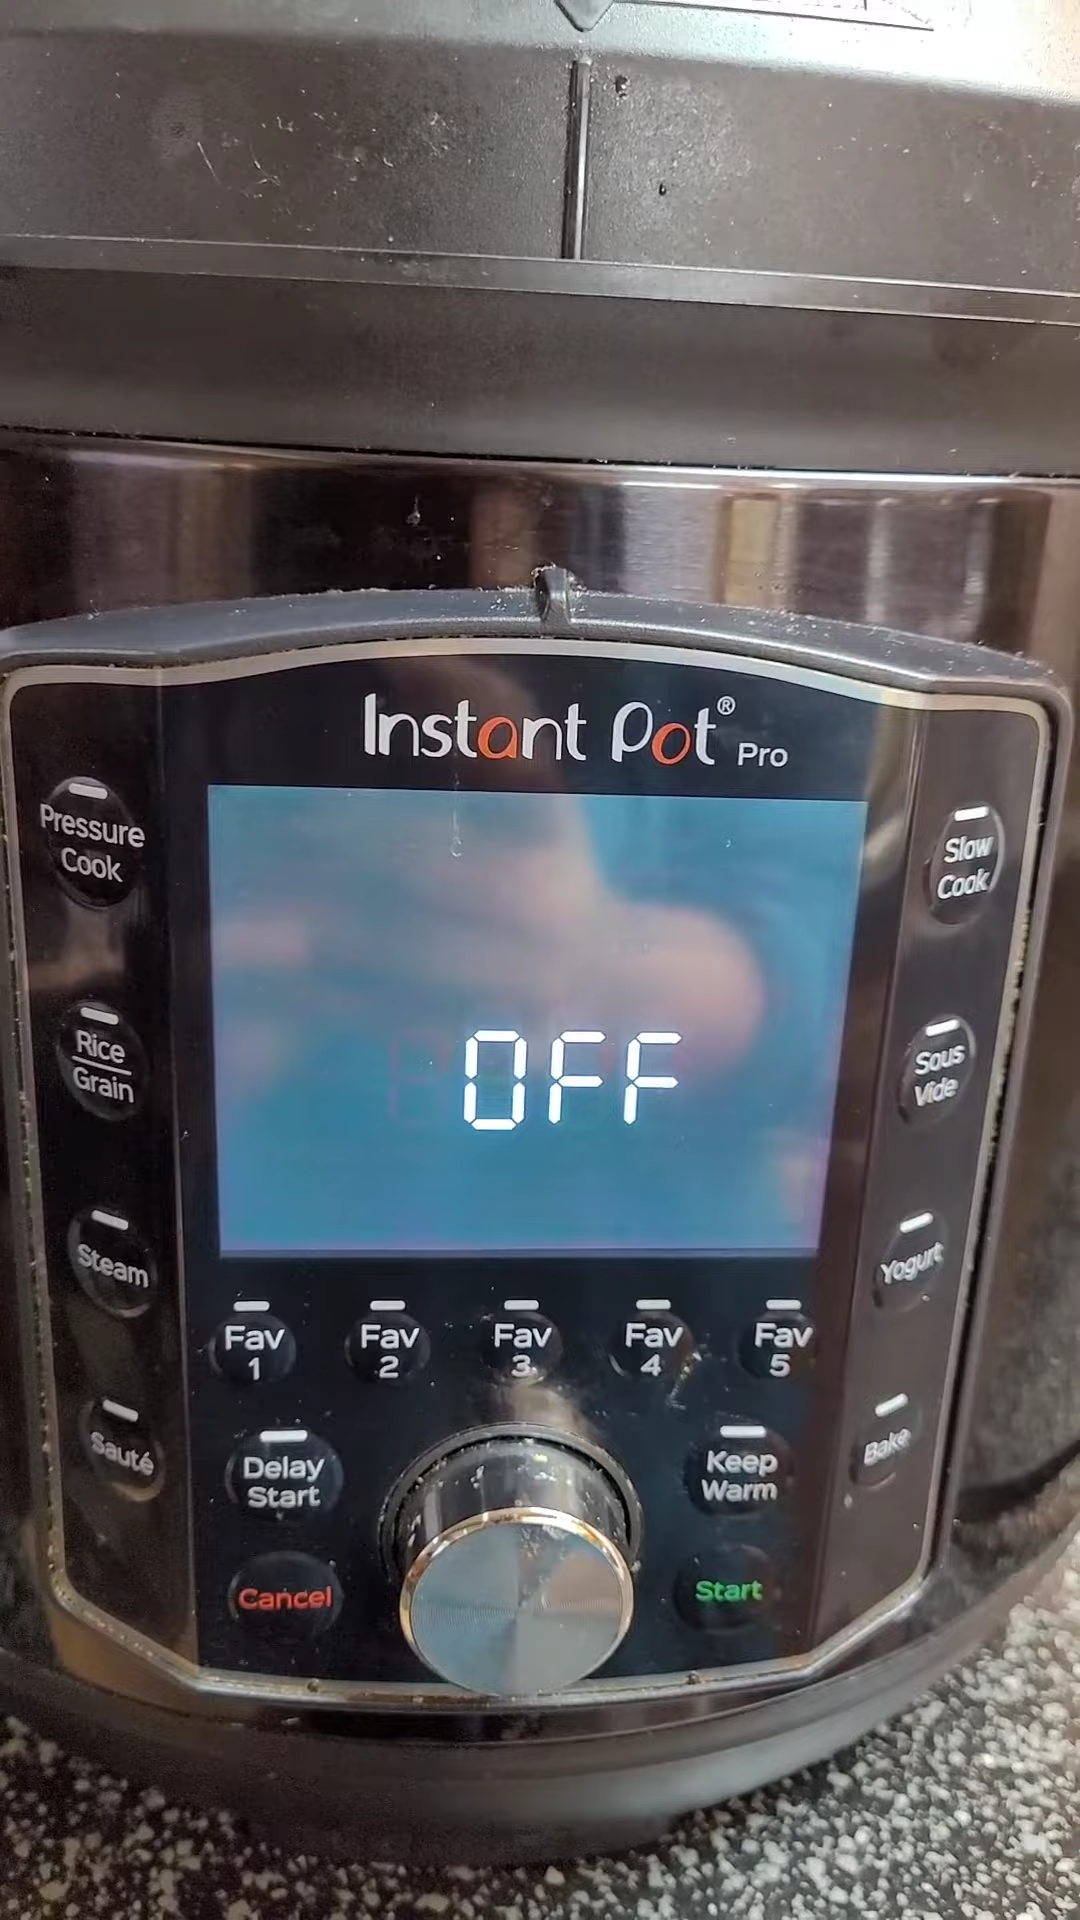 Instant Pot® Pro
Pressure
Cook
Slow
Cook
OFF
Rice
Grain
Sous
Vide
Steam
Yogurt
Fav
1
Fav
2
Fav
3
Fav
4
Fav
5
Sauté
Delay
Start
Keep
Warm
Bake
Cancel
Start